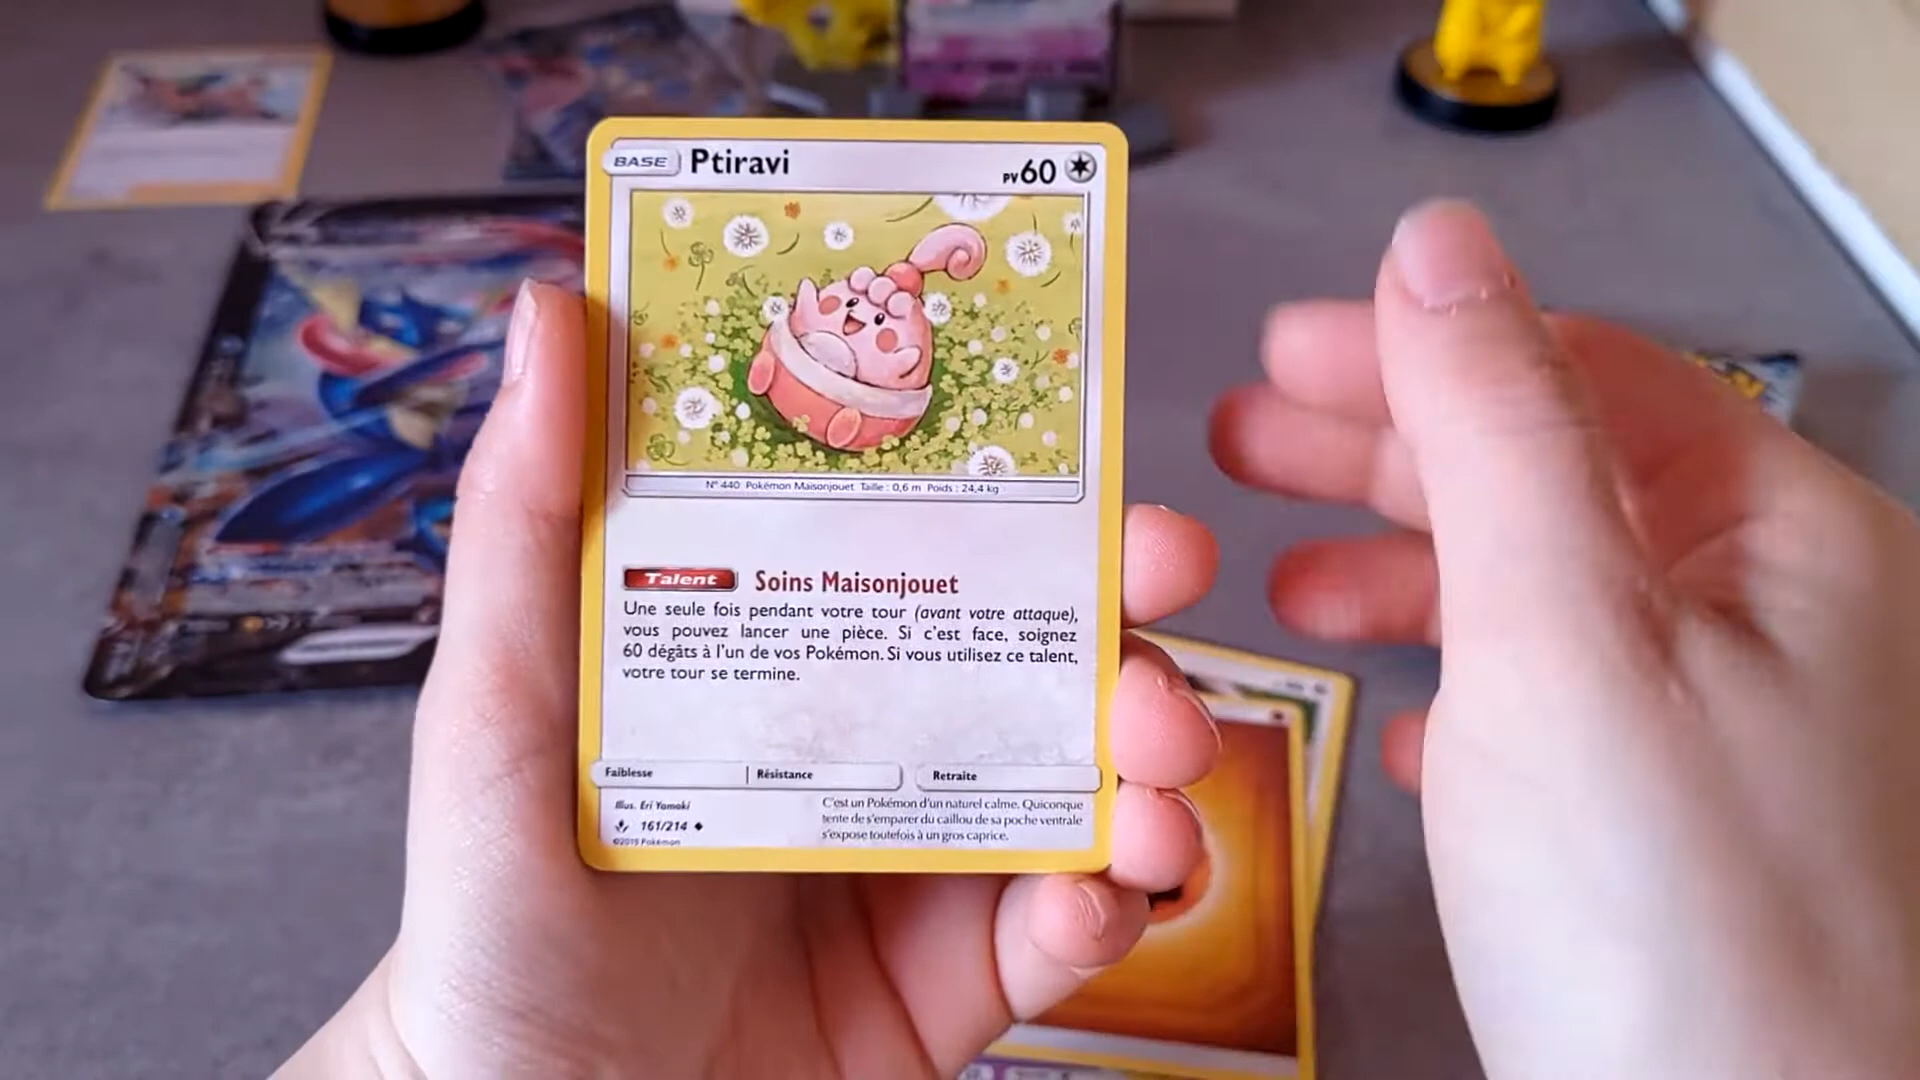 BASE Ptiravi PV 60
N° 440 Pokémon Maisonjouet Taille : 0,6 m Poids : 24,4 kg
Talent Soins Maisonjouet
Une seule fois pendant votre tour (avant votre attaque),
vous pouvez lancer une pièce. Si c'est face, soignez
60 dégâts à l'un de vos Pokémon. Si vous utilisez ce talent,
votre tour se termine.
Faiblesse Résistance Retraite
Illus. Eri Yamaki
161/214
©2019 Pokémon
C'est un Pokémon d'un naturel calme. Quiconque
tente de s'emparer du caillou de sa poche ventrale
s'expose toutefois à un gros caprice.